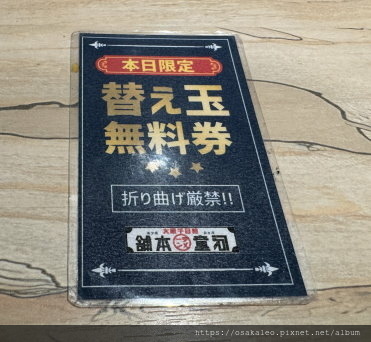 本日限定
替え玉
無料券
折り曲げ厳禁!!
https://osakaleo.pixnet.net/album